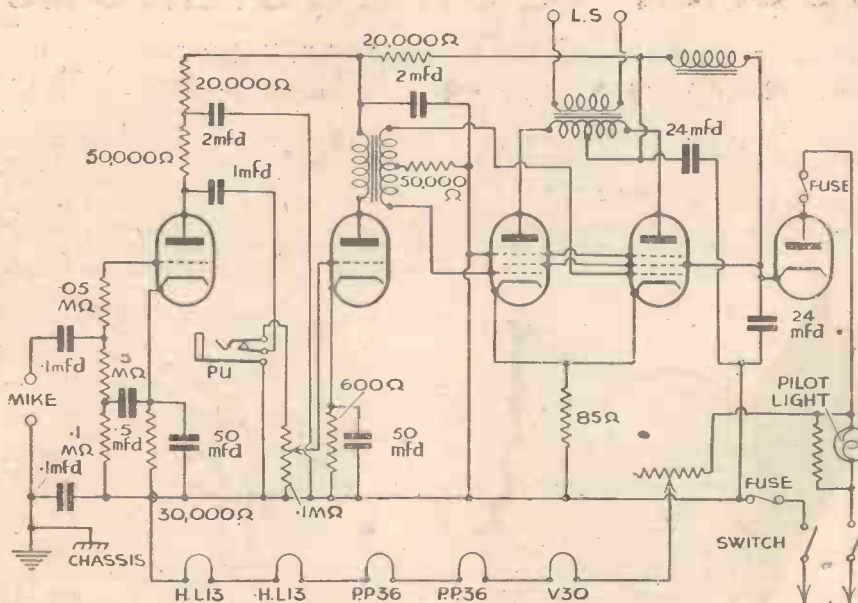 L.S
20,000Ω
2mfd
20,000Ω
2mfd
50,000Ω
1mfd
24mfd
50,000
Ω
FUSE
.05
MΩ
.1mfd
.5
MΩ
MIKE
PU
600Ω
24
mfd
PILOT
LIGHT
85Ω
.1
MΩ
.5
mfd
50
mfd
50
mfd
.1mfd
30,000Ω
.1MΩ
FUSE
CHASSIS
SWITCH
H.L13
H.L13
P.P36
P.P36
V30